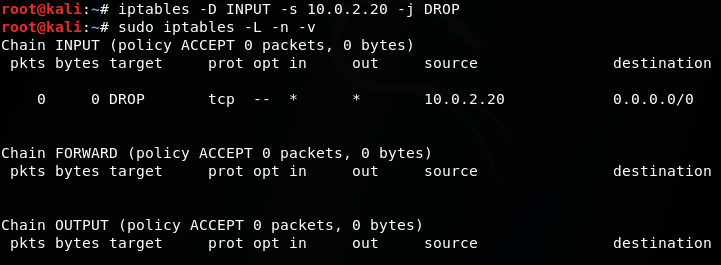 root@kali:~# iptables -D INPUT -s 10.0.2.20 -j DROP
root@kali:~# sudo iptables -L -n -v
Chain INPUT (policy ACCEPT 0 packets, 0 bytes)
 pkts bytes target     prot opt in     out     source               destination
    0     0 DROP       tcp  --  *      *       10.0.2.20            0.0.0.0/0
Chain FORWARD (policy ACCEPT 0 packets, 0 bytes)
 pkts bytes target     prot opt in     out     source               destination
Chain OUTPUT (policy ACCEPT 0 packets, 0 bytes)
 pkts bytes target     prot opt in     out     source               destination